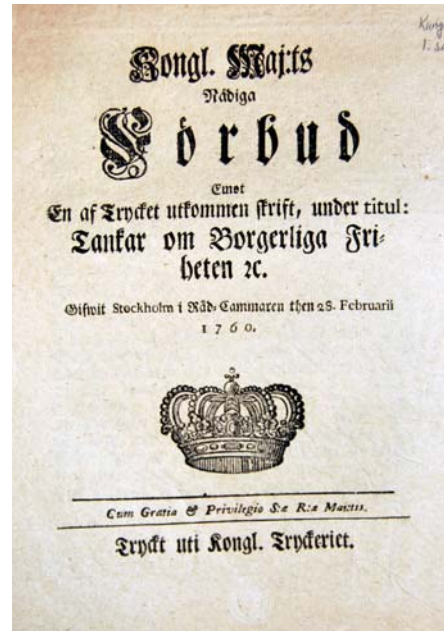 Kongl. Maj:ts
Nådiga
Förbud
Emot
En af Trycket utkommen skrift, under titul:
Tankar om Borgerliga Fri-
heten ꝛc.
Gifwit Stockholm i Råd-Cammaren then 28. Februarii
1760.
Cum Gratia & Privilegio S:æ R:æ Maj:tis.
Tryckt uti Kongl. Tryckeriet.